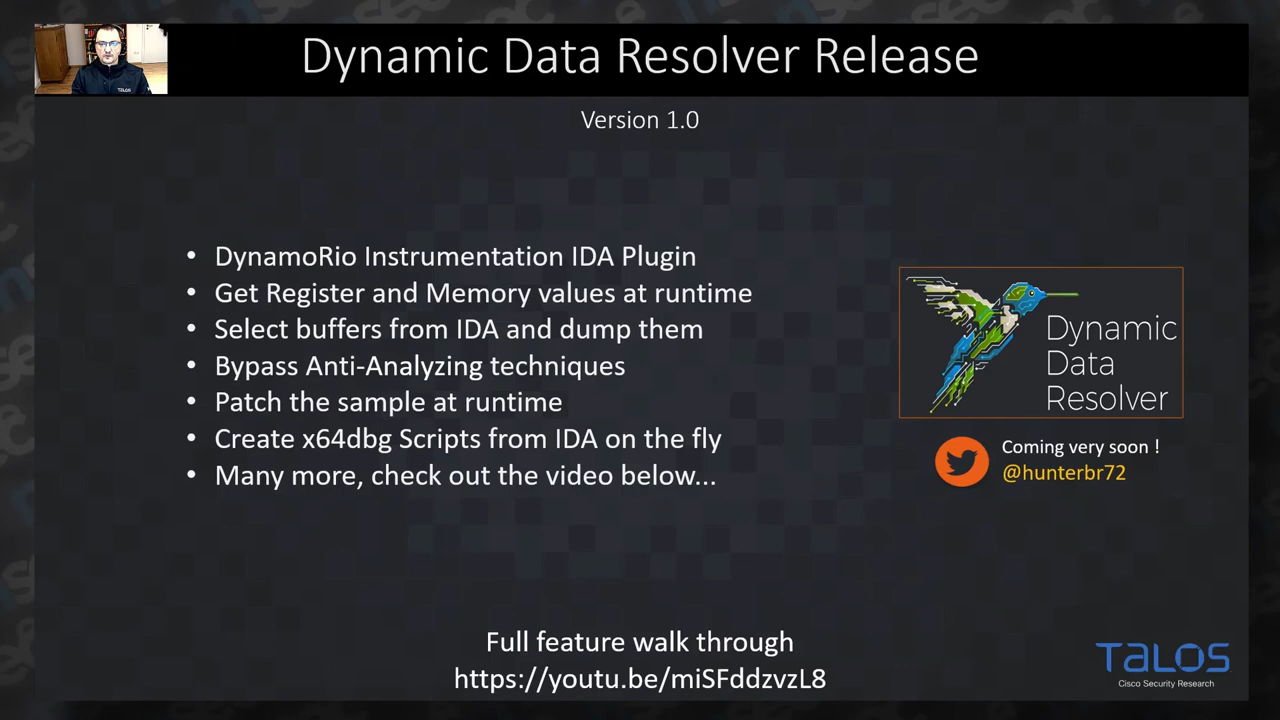 Dynamic Data Resolver Release
Version 1.0
• DynamoRio Instrumentation IDA Plugin
• Get Register and Memory values at runtime
• Select buffers from IDA and dump them
• Bypass Anti-Analyzing techniques
• Patch the sample at runtime
• Create x64dbg Scripts from IDA on the fly
• Many more, check out the video below...
Dynamic
Data
Resolver
Coming very soon !
@hunterbr72
Full feature walk through
https://youtu.be/miSFddzvzL8
TALOS
Cisco Security Research
TALOS